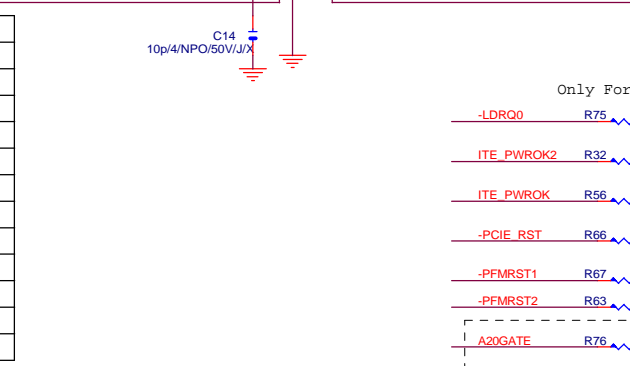 C14
10p/4/NPO/50V/J/X
Only For
-LDRQ0 R75
ITE_PWROK2 R32
ITE_PWROK R56
-PCIE_RST R66
-PFMRST1 R67
-PFMRST2 R63
A20GATE R76